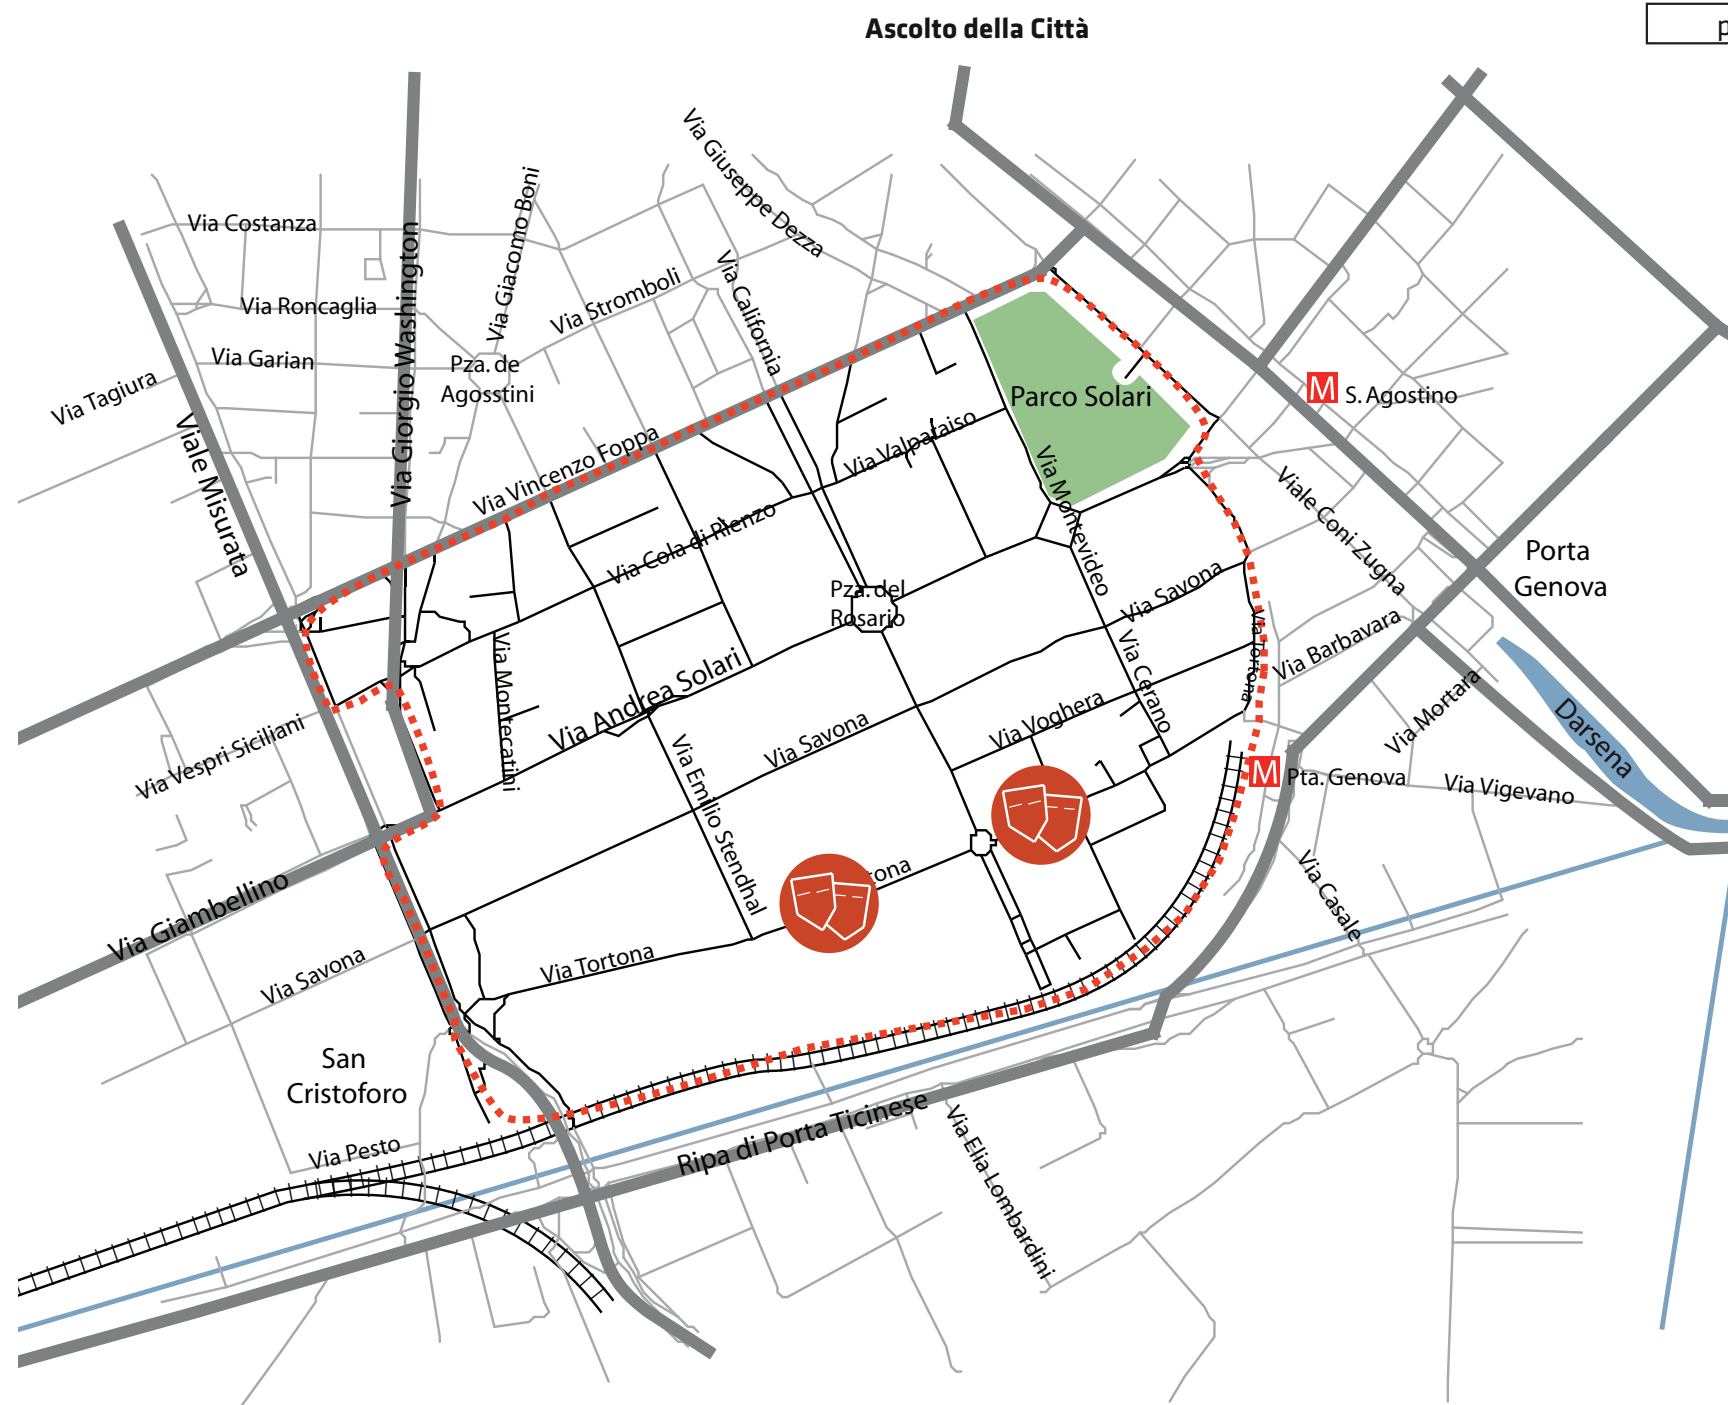 Ascolto della Città
p
Via Giuseppe Dezza
Via Costanza
Via Giacomo Boni
Via Giorgio Washington
Via Roncaglia
Via Stromboli
Via California
Via Garian
Pza. de
Agosstini
Via Tagiura
Parco Solari
M
S. Agostino
Viale Misurata
Via Vincenzo Foppa
Via Valparaiso
Via Montevideo
Viale Coni Zugna
Via Cola di Rienzo
Porta
Genova
Pza. del
Rosario
Via Savona
Via Tortona
Via Barbavara
Via Montecatini
Via Andrea Solari
Via Cerano
Via Mortara
Darsena
Via Vespri Siciliani
Via Savona
Via Voghera
Via Emilio Stendhal
M
Pta. Genova
Via Vigevano
Via Giambellino
ona
Via Casale
Via Savona
Via Tortona
San
Cristoforo
Via Pesto
Ripa di Porta Ticinese
Via Elia Lombardini